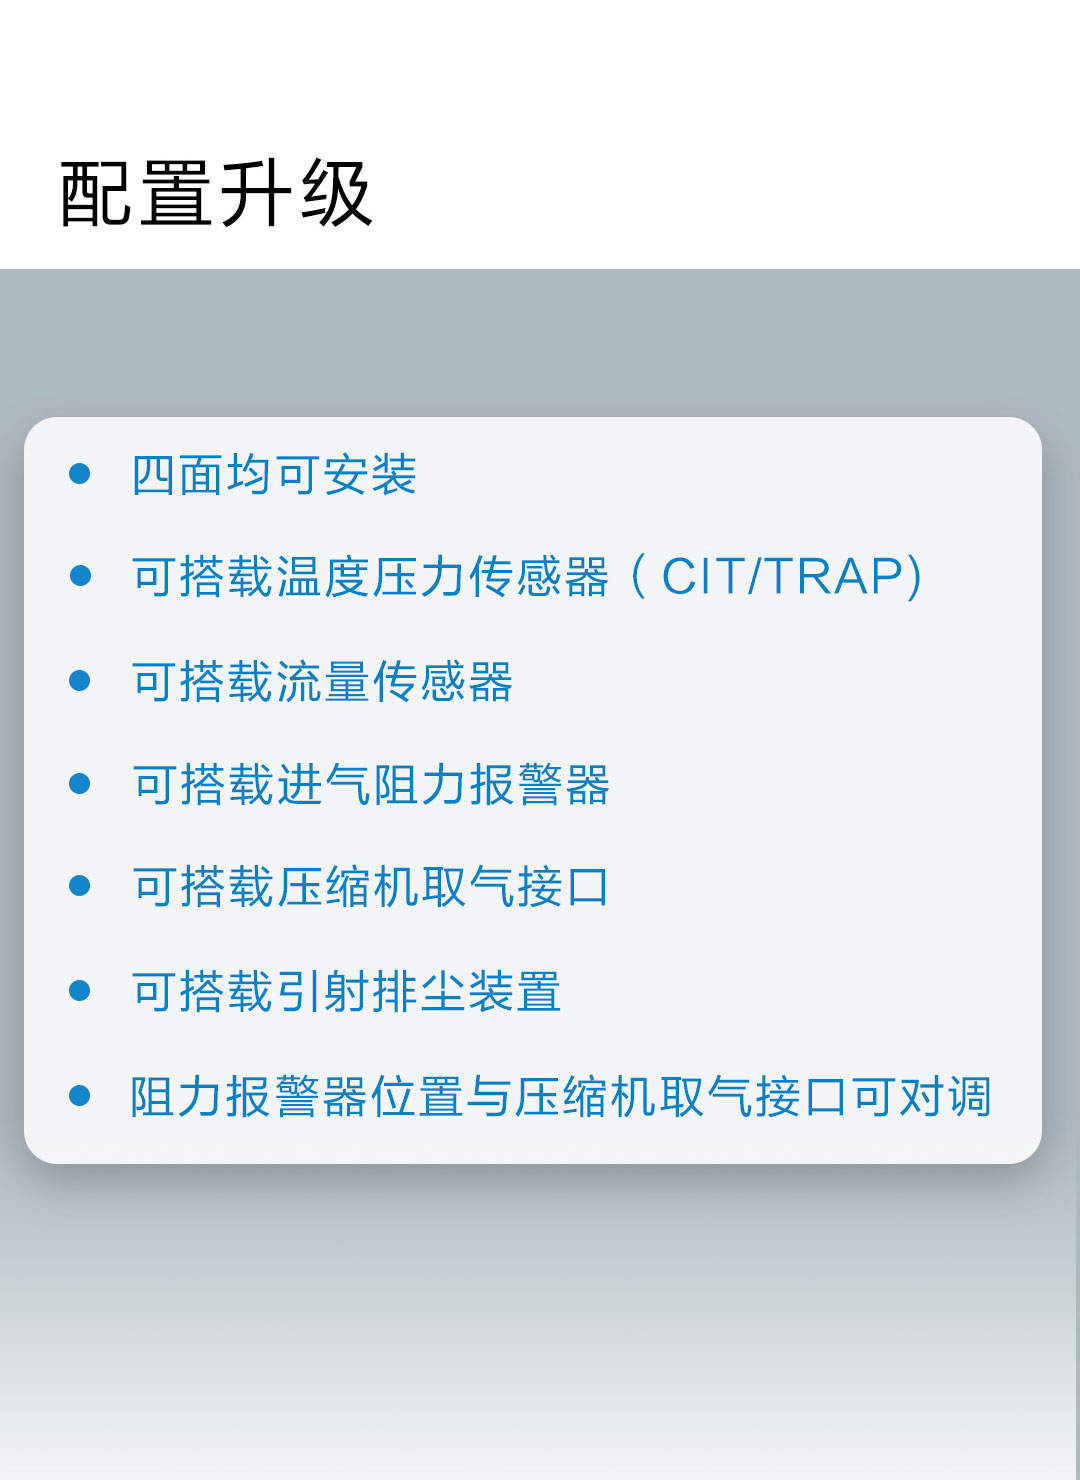 配置升级
四面均可安装
可搭载温度压力传感器（CIT/TRAP)
可搭载流量传感器
可搭载进气阻力报警器
可搭载压缩机取气接口
可搭载引射排尘装置
阻力报警器位置与压缩机取气接口可对调